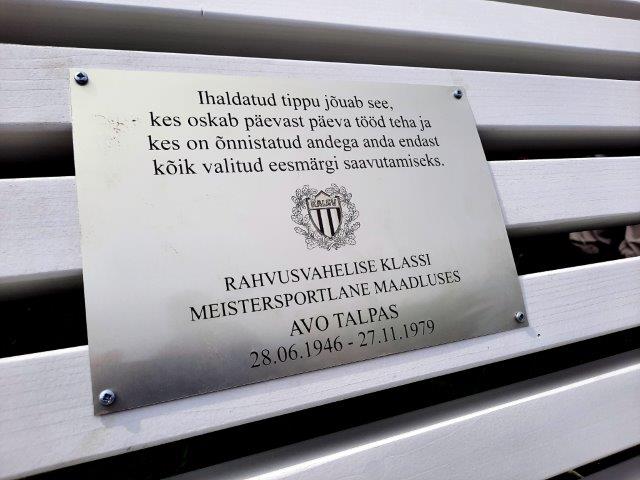 Ihaldatud tippu jõuab see,
kes oskab päevast päeva tööd teha ja
kes on õnnistatud andega anda endast
kõik valitud eesmärgi saavutamiseks.
KALEV
RAHVUSVAHELISE KLASSI
MEISTERSPORTLANE MAADLUSES
AVO TALPAS
28.06.1946 - 27.11.1979